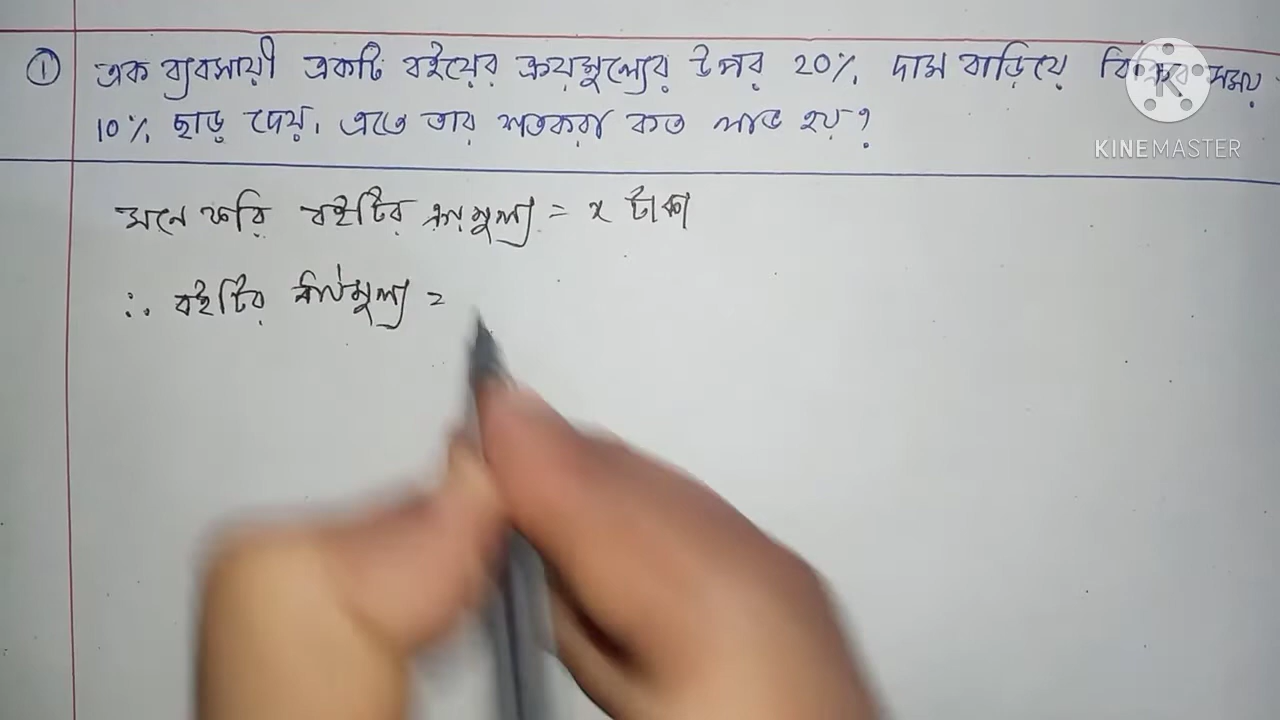 ① এক ব্যবসায়ী একটি বইয়ের ক্রয়মূল্যের উপর 20% দাম বাড়িয়ে সময়
10% ছাড় দেয়। এতে তার শতকরা কত লাভ হয়?
মনে করি বইটির ক্রয়মূল্য = x টাকা
∴ বইটির ধার্যমূল্য =
KINEMASTER